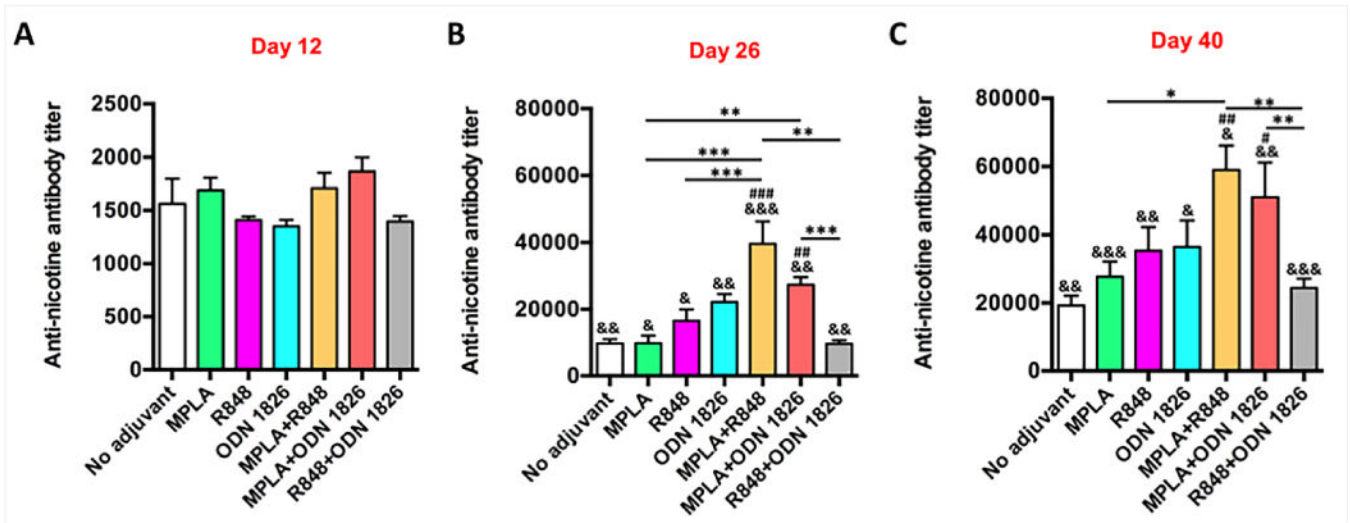 A
Day 12
Anti-nicotine antibody titer
2500
2000
1500
1000
500
0
No adjuvant
MPLA
R848
ODN 1826
MPLA+R848
MPLA+ODN 1826
R848+ODN 1826
B
Day 26
Anti-nicotine antibody titer
80000
60000
40000
20000
0
**
**
***
***
###
&&&
***
##
&&
&&
&
&&
&
&&
No adjuvant
MPLA
R848
ODN 1826
MPLA+R848
MPLA+ODN 1826
R848+ODN 1826
C
Day 40
Anti-nicotine antibody titer
80000
60000
40000
20000
0
*
**
##
&
**
#
&&
&&
&
&&&
&&&
&&
No adjuvant
MPLA
R848
ODN 1826
MPLA+R848
MPLA+ODN 1826
R848+ODN 1826